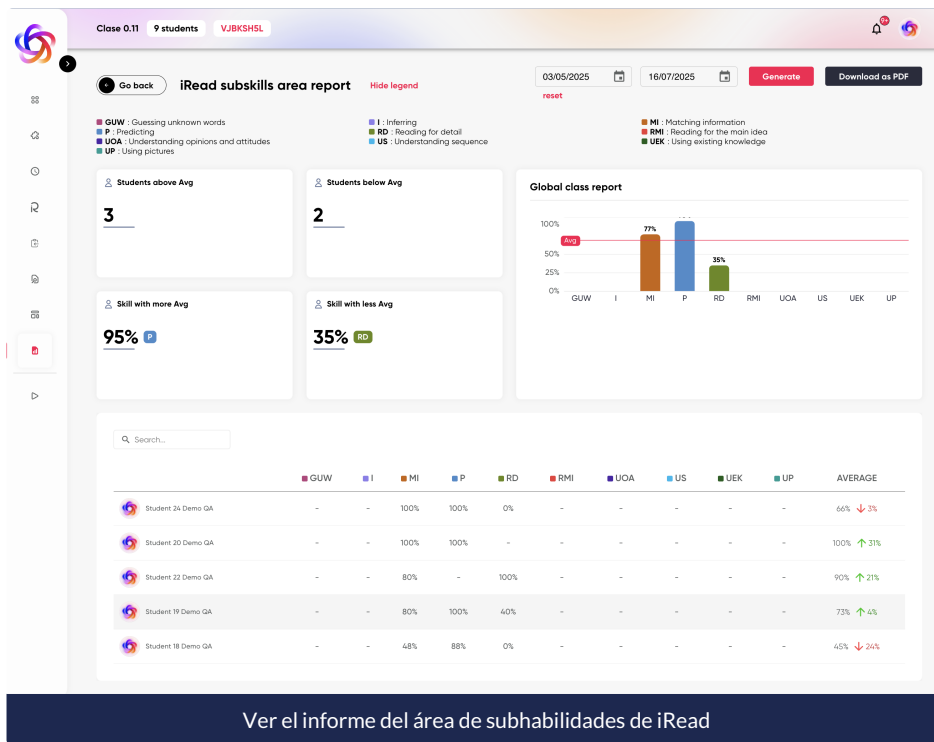 Clase 0.11 9 students VJBKSH5L 9+
Go back iRead subskills area report Hide legend 03/05/2025 16/07/2025 Generate Download as PDF
reset
GUW : Guessing unknown words I : Inferring MI : Matching information
P : Predicting RD : Reading for detail RMI : Reading for the main idea
UOA : Understanding opinions and attitudes US : Understanding sequence UEK : Using existing knowledge
UP : Using pictures
Students above Avg
3
Students below Avg
2
Skill with more Avg
95% P
Skill with less Avg
35% RD
Global class report
100%
77%
Avg
50%
35%
25%
0%
GUW I MI P RD RMI UOA US UEK UP
Search...
GUW I MI P RD RMI UOA US UEK UP AVERAGE
Student 24 Demo QA - - 100% 100% 0% - - - - - 66% ↓ 3%
Student 20 Demo QA - - 100% 100% - - - - - - 100% ↑ 31%
Student 22 Demo QA - - 80% - 100% - - - - - 90% ↑ 21%
Student 19 Demo QA - - 80% 100% 40% - - - - - 73% ↑ 4%
Student 18 Demo QA - - 48% 88% 0% - - - - - 45% ↓ 24%
Ver el informe del área de subhabilidades de iRead